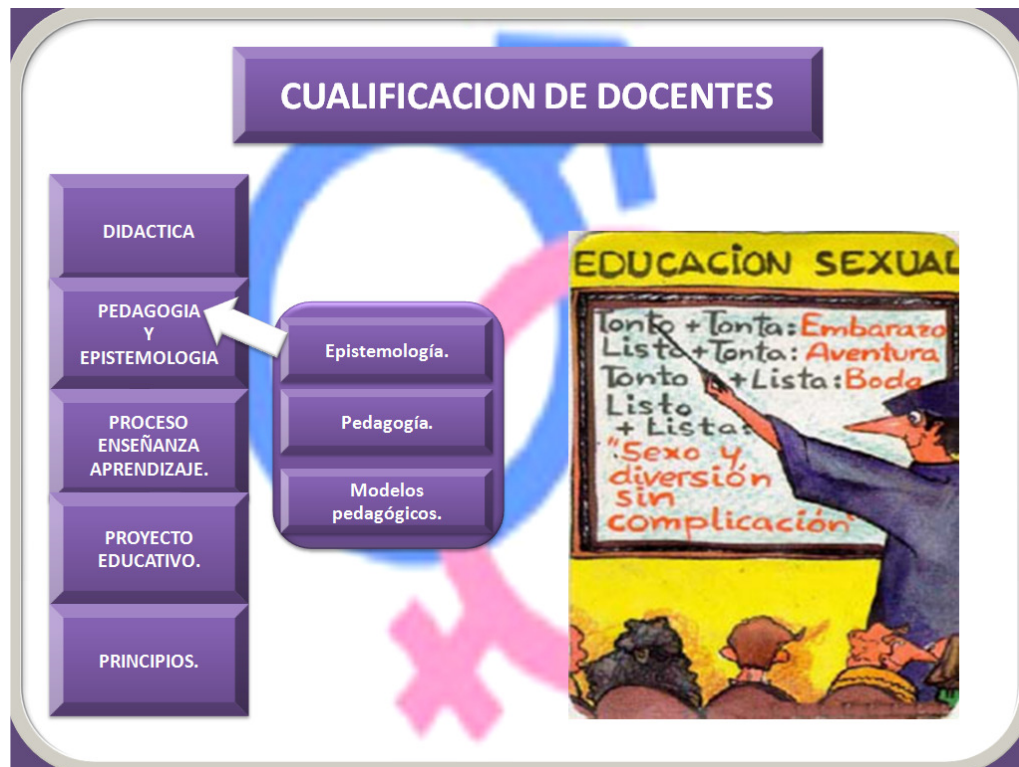 CUALIFICACION DE DOCENTES
DIDACTICA
PEDAGOGIA
Y
EPISTEMOLOGIA
PROCESO
ENSEÑANZA
APRENDIZAJE.
PROYECTO
EDUCATIVO.
PRINCIPIOS.
Epistemología.
Pedagogía.
Modelos
pedagógicos.
EDUCACION SEXUAL
Tonto + Tonta: Embarazo
Listo + Tonta: Aventura
Tonto + Lista: Boda
Listo
+ Lista:
"Sexo y
diversión
sin
complicación"